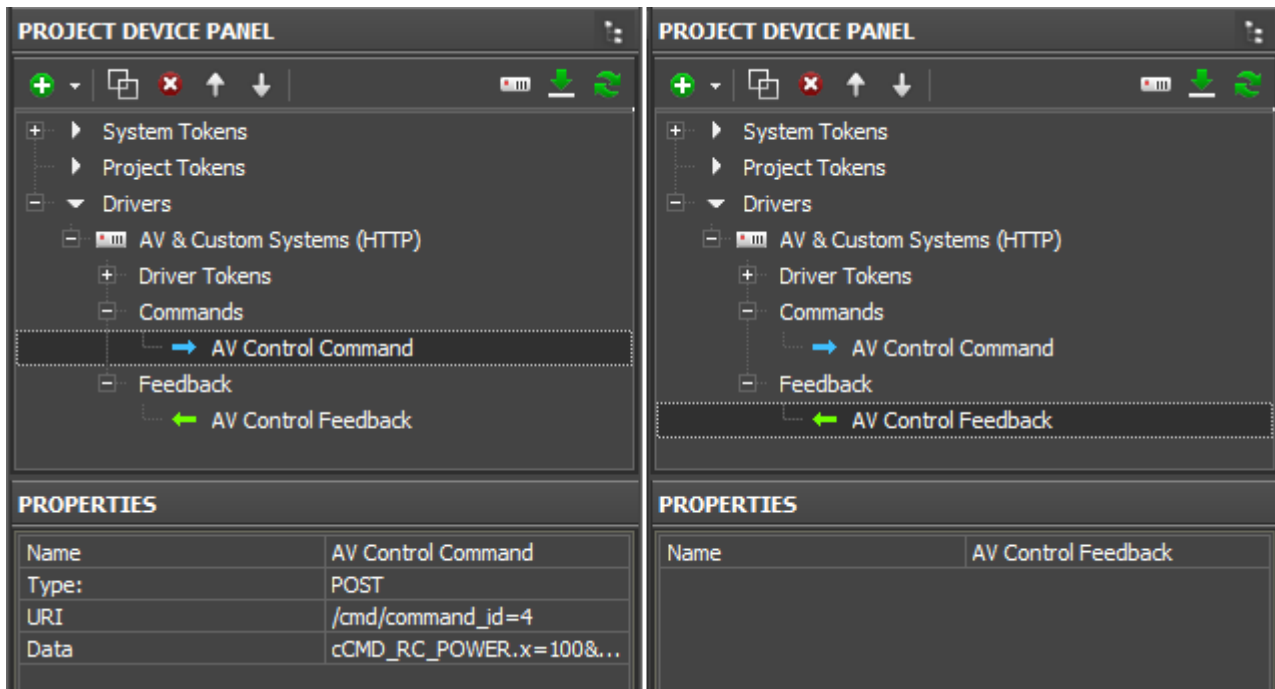 PROJECT DEVICE PANEL
System Tokens
Project Tokens
Drivers
AV & Custom Systems (HTTP)
Driver Tokens
Commands
AV Control Command
Feedback
AV Control Feedback
PROPERTIES
Name AV Control Command
Type: POST
URI /cmd/command_id=4
Data cCMD_RC_POWER.x=100&...
PROJECT DEVICE PANEL
System Tokens
Project Tokens
Drivers
AV & Custom Systems (HTTP)
Driver Tokens
Commands
AV Control Command
Feedback
AV Control Feedback
PROPERTIES
Name AV Control Feedback